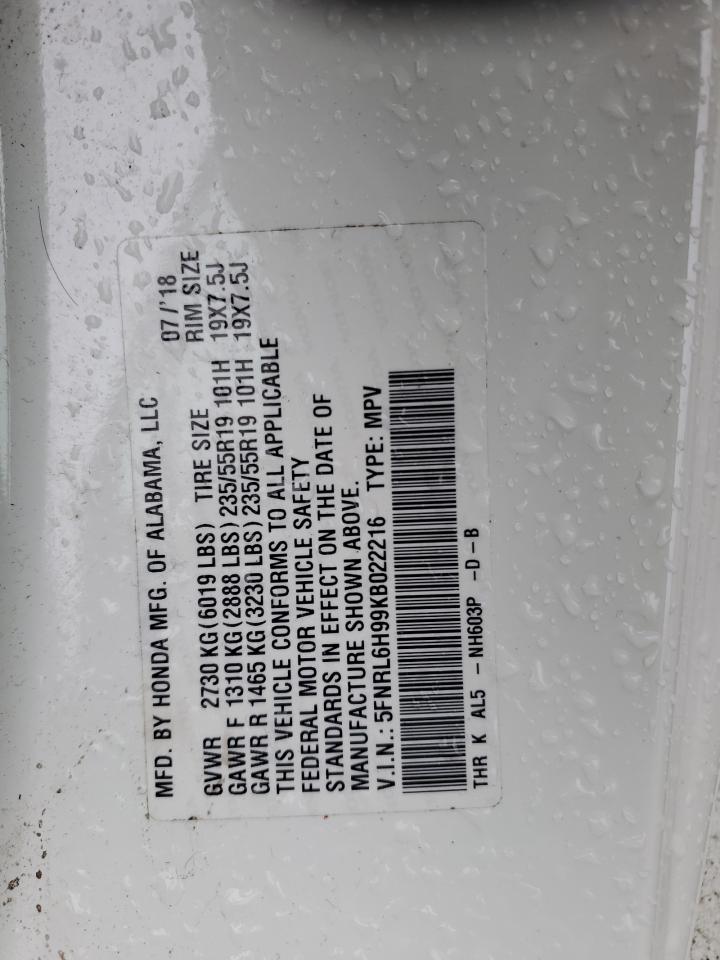 MFD. BY HONDA MFG. OF ALABAMA, LLC 07/'18
GVWR 2730 KG(6019 LBS) TIRE SIZE RIM SIZE
GAWR F 1310 KG(2888 LBS)235/55R19 101H 19X7.5J
GAWR R 1465 KG(3230 LBS)235/55R19 101H 19X7.5J
THIS VEHICLE CONFORMS TO ALL APPLICABLE
FEDERAL MOTOR VEHICLE SAFETY
STANDARDS IN EFFECT ON THE DATE OF
MANUFACTURE SHOWN ABOVE.
V.I.N.: 5FNRL6H99KB022216 TYPE: MPV
THR K AL5 - NH603P -D-B